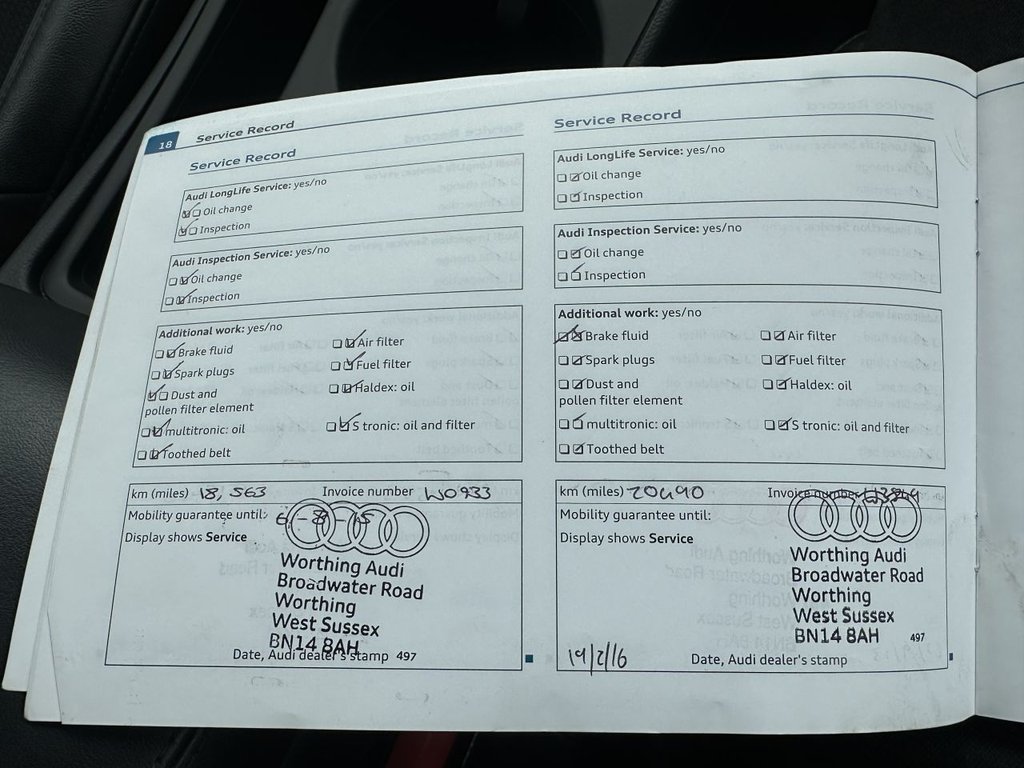 18 Service Record
Service Record
Audi LongLife Service: yes/no
Oil change
Inspection
Audi Inspection Service: yes/no
Oil change
Inspection
Additional work: yes/no
Brake fluid
Air filter
Spark plugs
Fuel filter
Dust and
pollen filter element
Haldex: oil
multitronic: oil
S tronic: oil and filter
Toothed belt
km (miles) 18,563 Invoice number W0933
Mobility guarantee until: 6-8-15
Display shows Service
Worthing Audi
Broadwater Road
Worthing
West Sussex
BN14 8AH
Date, Audi dealer's stamp 497
Service Record
Audi LongLife Service: yes/no
Oil change
Inspection
Audi Inspection Service: yes/no
Oil change
Inspection
Additional work: yes/no
Brake fluid
Air filter
Spark plugs
Fuel filter
Dust and
pollen filter element
Haldex: oil
multitronic: oil
S tronic: oil and filter
Toothed belt
km (miles) 20490 Invoice number
Mobility guarantee until:
Display shows Service
Worthing Audi
Broadwater Road
Worthing
West Sussex
BN14 8AH 497
19/2/16 Date, Audi dealer's stamp